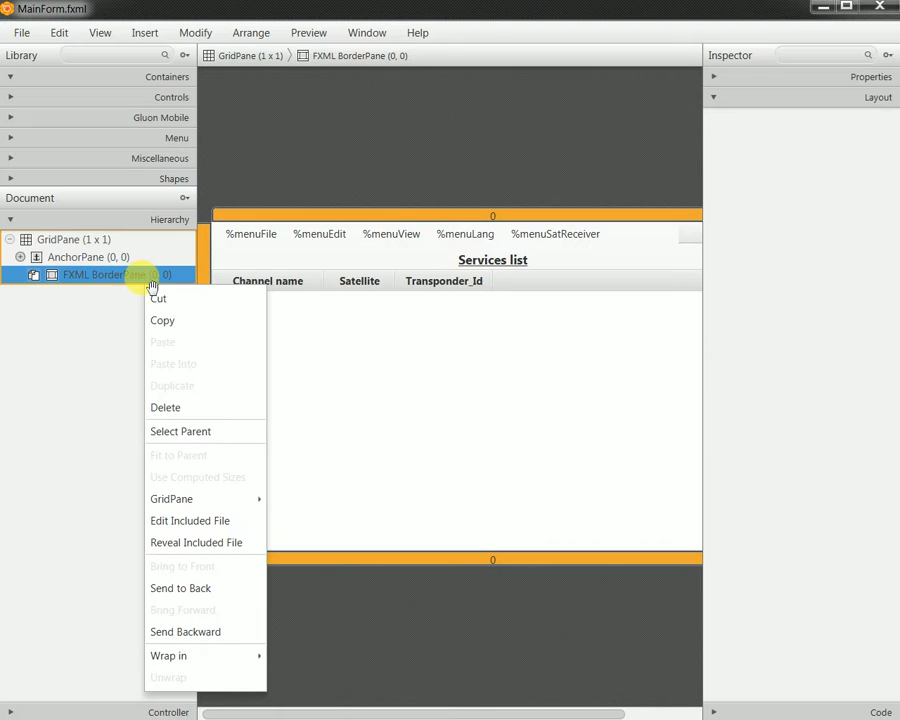 MainForm.fxml
File Edit View Insert Modify Arrange Preview Window Help
Library
GridPane (1 x 1) FXML BorderPane (0, 0)
Inspector
Containers
Controls
Gluon Mobile
Menu
Miscellaneous
Shapes
Properties
Layout
Document
Hierarchy
GridPane (1 x 1)
AnchorPane (0, 0)
FXML BorderPane (0, 0)
0
%menuFile %menuEdit %menuView %menuLang %menuSatReceiver
Services list
Channel name Satellite Transponder_Id
Cut
Copy
Paste
Paste Into
Duplicate
Delete
Select Parent
Fit to Parent
Use Computed Sizes
GridPane
Edit Included File
Reveal Included File
Bring to Front
Send to Back
Bring Forward
Send Backward
Wrap in
Unwrap
0
Controller
Code